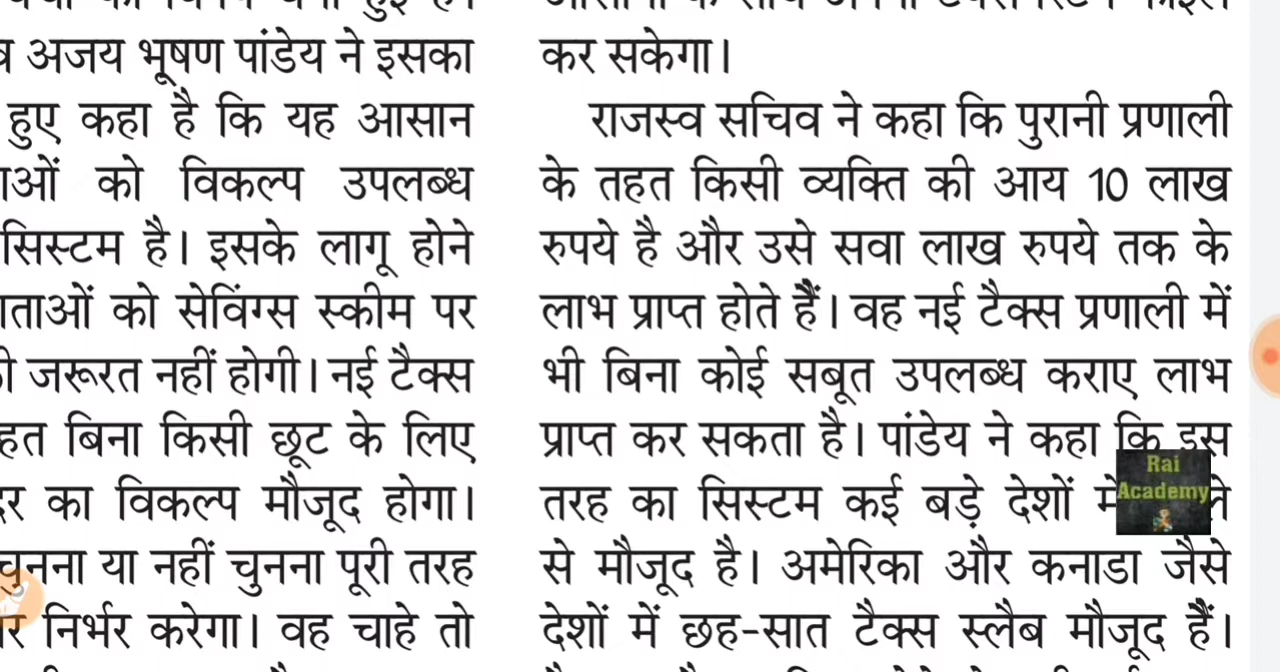 अजय भूषण पांडेय ने इसका
हुए कहा है कि यह आसान
को विकल्प उपलब्ध
सिस्टम है। इसके लागू होने
को सेविंग्स स्कीम पर
जरूरत नहीं होगी। नई टैक्स
बिना किसी छूट के लिए
का विकल्प मौजूद होगा।
या नहीं चुनना पूरी तरह
निर्भर करेगा। वह चाहे तो
कर सकेगा।
राजस्व सचिव ने कहा कि पुरानी प्रणाली
के तहत किसी व्यक्ति की आय 10 लाख
रुपये है और उसे सवा लाख रुपये तक के
लाभ प्राप्त होते हैं। वह नई टैक्स प्रणाली में
भी बिना कोई सबूत उपलब्ध कराए लाभ
प्राप्त कर सकता है। पांडेय ने कहा कि इस
तरह का सिस्टम कई बड़े देशों में
से मौजूद है। अमेरिका और कनाडा जैसे
देशों में छह-सात टैक्स स्लैब मौजूद हैं।
Rai
Academy